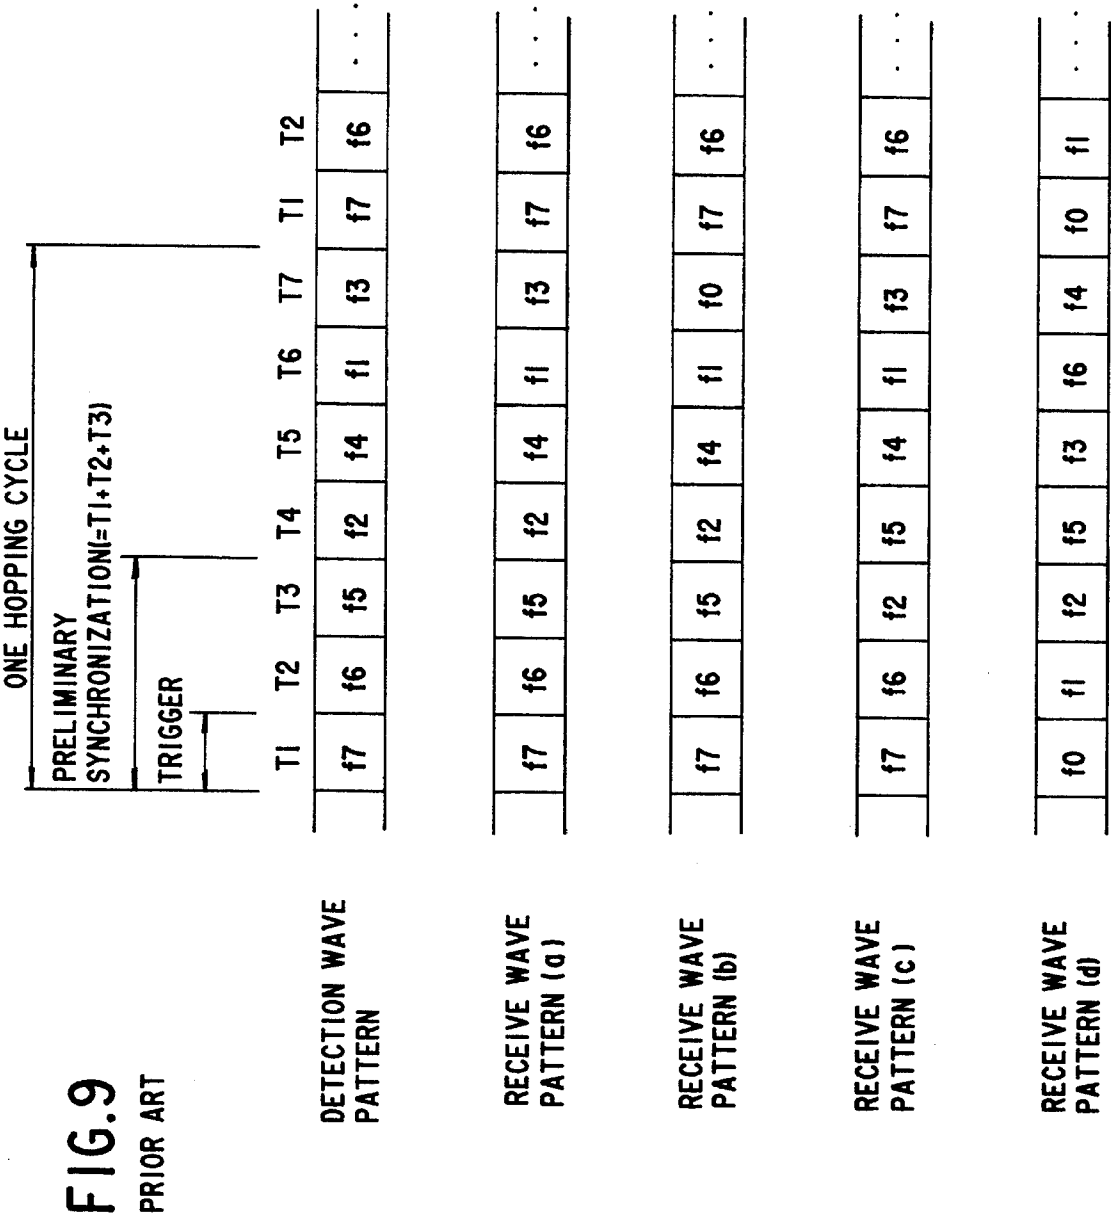 FIG.9
PRIOR ART
ONE HOPPING CYCLE
PRELIMINARY
SYNCHRONIZATION(=T1+T2+T3)
TRIGGER
T1 T2 T3 T4 T5 T6 T7 T1 T2
DETECTION WAVE
PATTERN
f7 f6 f5 f2 f4 f1 f3 f7 f6 . . .
RECEIVE WAVE
PATTERN (a)
f7 f6 f5 f2 f4 f1 f3 f7 f6 . . .
RECEIVE WAVE
PATTERN (b)
f7 f6 f5 f2 f4 f1 f0 f7 f6 . . .
RECEIVE WAVE
PATTERN (c)
f7 f6 f2 f5 f4 f1 f3 f7 f6 . . .
RECEIVE WAVE
PATTERN (d)
f0 f1 f2 f5 f3 f6 f4 f0 f1 . . .